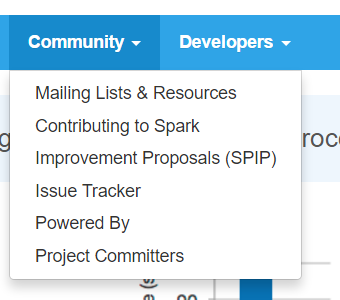 Community
Developers
Mailing Lists & Resources
Contributing to Spark
Improvement Proposals (SPIP)
Issue Tracker
Powered By
Project Committers